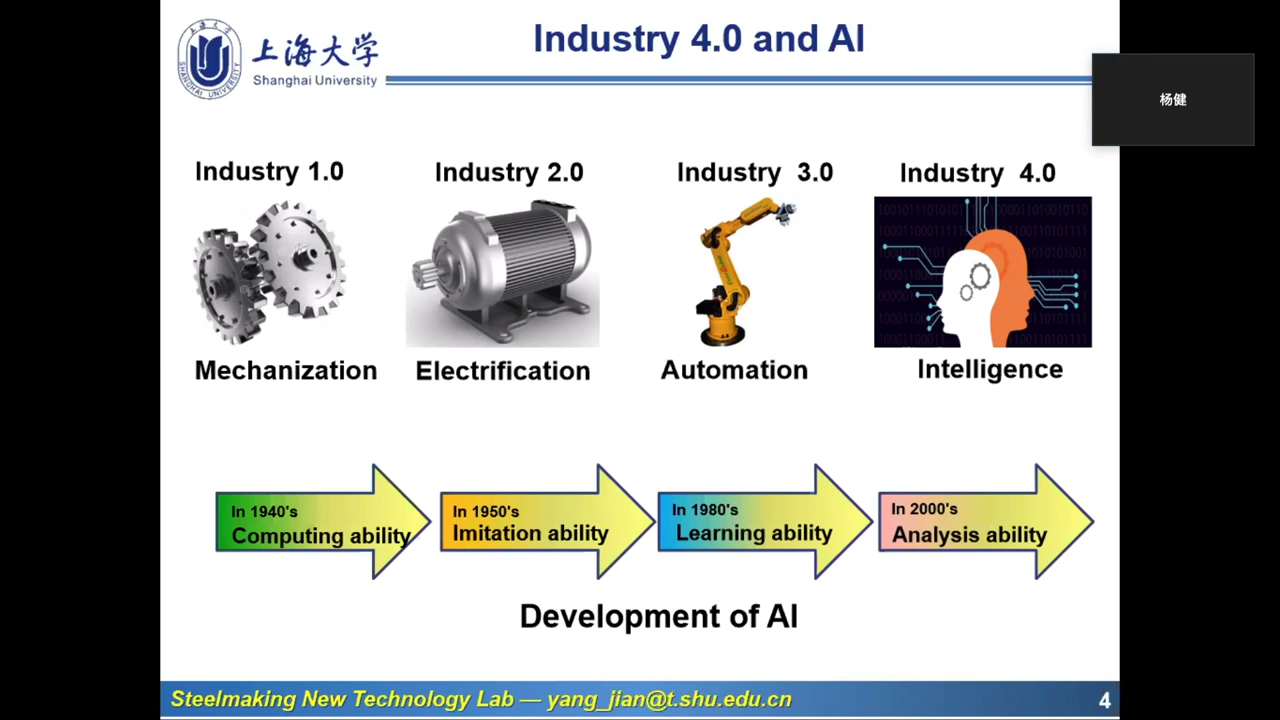 Industry 4.0 and AI
上海大学
Shanghai University
SHANGHAI UNIVERSITY
杨健
Industry 1.0
Industry 2.0
Industry 3.0
Industry 4.0
Mechanization
Electrification
Automation
Intelligence
In 1940's
Computing ability
In 1950's
Imitation ability
In 1980's
Learning ability
In 2000's
Analysis ability
Development of AI
Steelmaking New Technology Lab — yang_jian@t.shu.edu.cn
4